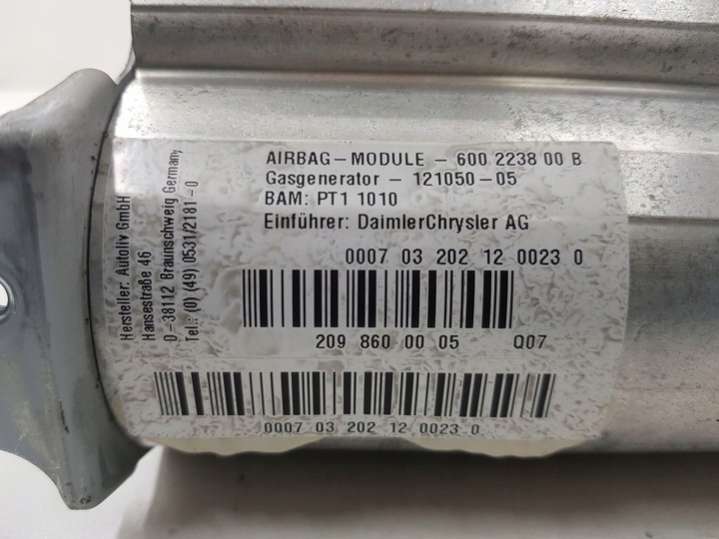 AIRBAG-MODULE - 600 2238 00 B
Gasgenerator - 121050-05
BAM: PT1 1010
Einführer: DaimlerChrysler AG
0007 03 202 12 0023 0
209 860 00 05 Q07
0007 03 202 12 0023 0
Hersteller: Autoliv GmbH
Hansestraße 46
D-38112 Braunschweig Germany
Tel.: (0) (49) 0531/2181-0